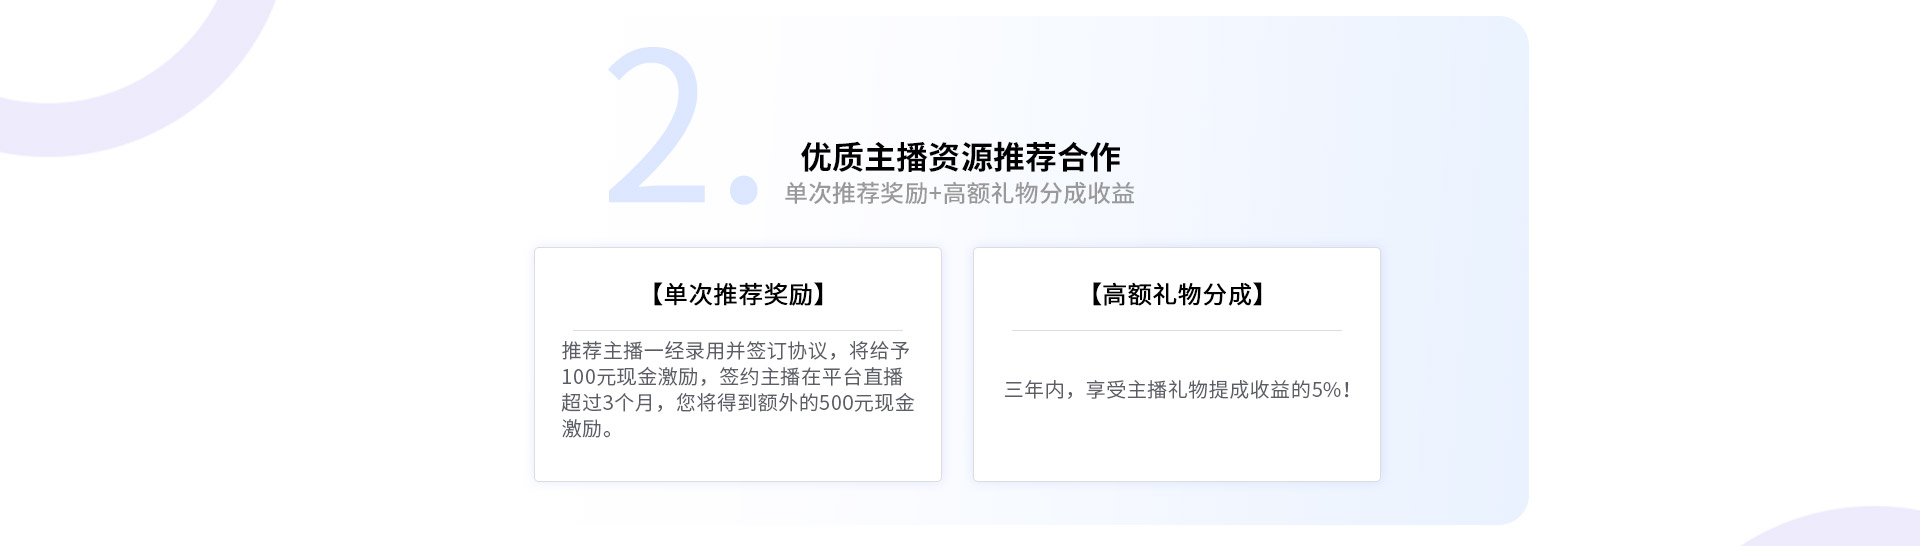 2.
优质主播资源推荐合作
单次推荐奖励+高额礼物分成收益
【单次推荐奖励】
推荐主播一经录用并签订协议，将给予
100元现金激励，签约主播在平台直播
超过3个月，您将得到额外的500元现金
激励。
【高额礼物分成】
三年内，享受主播礼物提成收益的5%！